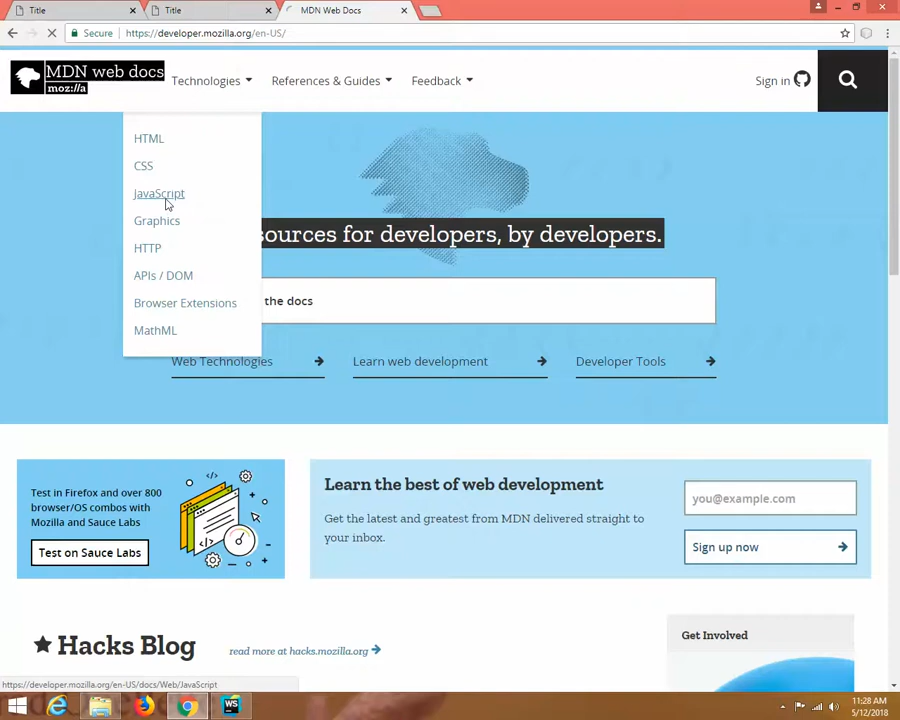 Title
Title
MDN Web Docs
Secure
https://developer.mozilla.org/en-US/
MDN web docs
moz://a
Technologies
References & Guides
Feedback
Sign in
HTML
CSS
JavaScript
Graphics
HTTP
APIs / DOM
Browser Extensions
MathML
sources for developers, by developers.
the docs
Web Technologies
Learn web development
Developer Tools
Test in Firefox and over 800
browser/OS combos with
Mozilla and Sauce Labs
Test on Sauce Labs
Learn the best of web development
Get the latest and greatest from MDN delivered straight to
your inbox.
you@example.com
Sign up now
Hacks Blog
read more at hacks.mozilla.org
Get Involved
https://developer.mozilla.org/en-US/docs/Web/JavaScript
WS
11:28 AM
5/12/2018